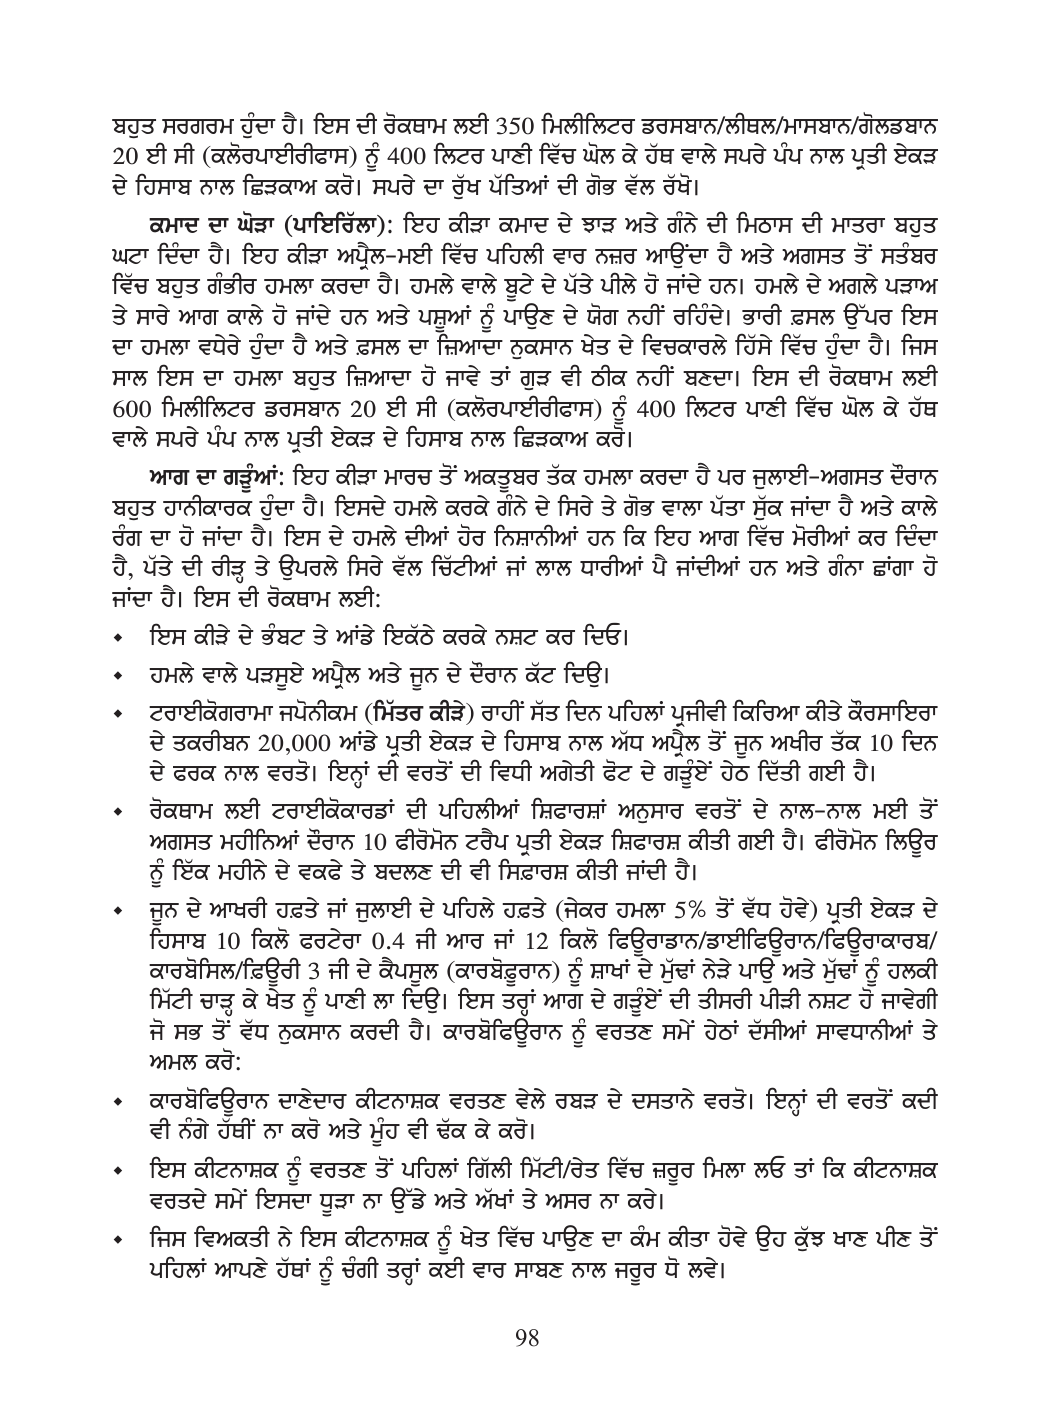 ਬਹੁਤ ਸਰਗਰਮ ਹੁੰਦਾ ਹੈ। ਇਸ ਦੀ ਰੋਕਥਾਮ ਲਈ 350 ਮਿਲੀਲਿਟਰ ਡਰਸਬਾਨ/ਲੀਥਲ/ਮਾਸਬਾਨ/ਗੋਲਡਬਾਨ
20 ਈ ਸੀ (ਕਲੋਰਪਾਈਰੀਫਾਸ) ਨੂੰ 400 ਲਿਟਰ ਪਾਣੀ ਵਿੱਚ ਘੋਲ ਕੇ ਹੱਥ ਵਾਲੇ ਸਪਰੇ ਪੰਪ ਨਾਲ ਪ੍ਰਤੀ ਏਕੜ
ਦੇ ਹਿਸਾਬ ਨਾਲ ਛਿੜਕਾਅ ਕਰੋ। ਸਪਰੇ ਦਾ ਰੁੱਖ ਪੱਤਿਆਂ ਦੀ ਗੋਭ ਵੱਲ ਰੱਖੋ।
ਕਮਾਦ ਦਾ ਘੋੜਾ (ਪਾਇਰਿੱਲਾ): ਇਹ ਕੀੜਾ ਕਮਾਦ ਦੇ ਝਾੜ ਅਤੇ ਗੰਨੇ ਦੀ ਮਿਠਾਸ ਦੀ ਮਾਤਰਾ ਬਹੁਤ
ਘਟਾ ਦਿੰਦਾ ਹੈ। ਇਹ ਕੀੜਾ ਅਪ੍ਰੈਲ-ਮਈ ਵਿੱਚ ਪਹਿਲੀ ਵਾਰ ਨਜ਼ਰ ਆਉਂਦਾ ਹੈ ਅਤੇ ਅਗਸਤ ਤੋਂ ਸਤੰਬਰ
ਵਿੱਚ ਬਹੁਤ ਗੰਭੀਰ ਹਮਲਾ ਕਰਦਾ ਹੈ। ਹਮਲੇ ਵਾਲੇ ਬੂਟੇ ਦੇ ਪੱਤੇ ਪੀਲੇ ਹੋ ਜਾਂਦੇ ਹਨ। ਹਮਲੇ ਦੇ ਅਗਲੇ ਪੜਾਅ
ਤੇ ਸਾਰੇ ਆਗ ਕਾਲੇ ਹੋ ਜਾਂਦੇ ਹਨ ਅਤੇ ਪਸ਼ੂਆਂ ਨੂੰ ਪਾਉਣ ਦੇ ਯੋਗ ਨਹੀਂ ਰਹਿੰਦੇ। ਭਾਰੀ ਫ਼ਸਲ ਉੱਪਰ ਇਸ
ਦਾ ਹਮਲਾ ਵਧੇਰੇ ਹੁੰਦਾ ਹੈ ਅਤੇ ਫ਼ਸਲ ਦਾ ਜ਼ਿਆਦਾ ਨੁਕਸਾਨ ਖੇਤ ਦੇ ਵਿਚਕਾਰਲੇ ਹਿੱਸੇ ਵਿੱਚ ਹੁੰਦਾ ਹੈ। ਜਿਸ
ਸਾਲ ਇਸ ਦਾ ਹਮਲਾ ਬਹੁਤ ਜ਼ਿਆਦਾ ਹੋ ਜਾਵੇ ਤਾਂ ਗੁੜ ਵੀ ਠੀਕ ਨਹੀਂ ਬਣਦਾ। ਇਸ ਦੀ ਰੋਕਥਾਮ ਲਈ
600 ਮਿਲੀਲਿਟਰ ਡਰਸਬਾਨ 20 ਈ ਸੀ (ਕਲੋਰਪਾਈਰੀਫਾਸ) ਨੂੰ 400 ਲਿਟਰ ਪਾਣੀ ਵਿੱਚ ਘੋਲ ਕੇ ਹੱਥ
ਵਾਲੇ ਸਪਰੇ ਪੰਪ ਨਾਲ ਪ੍ਰਤੀ ਏਕੜ ਦੇ ਹਿਸਾਬ ਨਾਲ ਛਿੜਕਾਅ ਕਰੋ।
ਆਗ ਦਾ ਗੜੂੰਆਂ: ਇਹ ਕੀੜਾ ਮਾਰਚ ਤੋਂ ਅਕਤੂਬਰ ਤੱਕ ਹਮਲਾ ਕਰਦਾ ਹੈ ਪਰ ਜੁਲਾਈ-ਅਗਸਤ ਦੌਰਾਨ
ਬਹੁਤ ਹਾਨੀਕਾਰਕ ਹੁੰਦਾ ਹੈ। ਇਸਦੇ ਹਮਲੇ ਕਰਕੇ ਗੰਨੇ ਦੇ ਸਿਰੇ ਤੇ ਗੋਭ ਵਾਲਾ ਪੱਤਾ ਸੁੱਕ ਜਾਂਦਾ ਹੈ ਅਤੇ ਕਾਲੇ
ਰੰਗ ਦਾ ਹੋ ਜਾਂਦਾ ਹੈ। ਇਸ ਦੇ ਹਮਲੇ ਦੀਆਂ ਹੋਰ ਨਿਸ਼ਾਨੀਆਂ ਹਨ ਕਿ ਇਹ ਆਗ ਵਿੱਚ ਮੋਰੀਆਂ ਕਰ ਦਿੰਦਾ
ਹੈ, ਪੱਤੇ ਦੀ ਰੀੜ੍ਹ ਤੇ ਉਪਰਲੇ ਸਿਰੇ ਵੱਲ ਚਿੱਟੀਆਂ ਜਾਂ ਲਾਲ ਧਾਰੀਆਂ ਪੈ ਜਾਂਦੀਆਂ ਹਨ ਅਤੇ ਗੰਨਾ ਛਾਂਗਾ ਹੋ
ਜਾਂਦਾ ਹੈ। ਇਸ ਦੀ ਰੋਕਥਾਮ ਲਈ:
⬥ ਇਸ ਕੀੜੇ ਦੇ ਭੰਬਟ ਤੇ ਆਂਡੇ ਇਕੱਠੇ ਕਰਕੇ ਨਸ਼ਟ ਕਰ ਦਿਓ।
⬥ ਹਮਲੇ ਵਾਲੇ ਪੜਸੂਏ ਅਪ੍ਰੈਲ ਅਤੇ ਜੂਨ ਦੇ ਦੌਰਾਨ ਕੱਟ ਦਿਉ।
⬥ ਟਰਾਈਕੋਗਰਾਮਾ ਜਪੋਨੀਕਮ (ਮਿੱਤਰ ਕੀੜੇ) ਰਾਹੀਂ ਸੱਤ ਦਿਨ ਪਹਿਲਾਂ ਪ੍ਰਜੀਵੀ ਕਿਰਿਆ ਕੀਤੇ ਕੌਰਸਾਇਰਾ
ਦੇ ਤਕਰੀਬਨ 20,000 ਆਂਡੇ ਪ੍ਰਤੀ ਏਕੜ ਦੇ ਹਿਸਾਬ ਨਾਲ ਅੱਧ ਅਪ੍ਰੈਲ ਤੋਂ ਜੂਨ ਅਖੀਰ ਤੱਕ 10 ਦਿਨ
ਦੇ ਫਰਕ ਨਾਲ ਵਰਤੋ। ਇਨ੍ਹਾਂ ਦੀ ਵਰਤੋਂ ਦੀ ਵਿਧੀ ਅਗੇਤੀ ਫੋਟ ਦੇ ਗੜੂੰਏਂ ਹੇਠ ਦਿੱਤੀ ਗਈ ਹੈ।
⬥ ਰੋਕਥਾਮ ਲਈ ਟਰਾਈਕੋਕਾਰਡਾਂ ਦੀ ਪਹਿਲੀਆਂ ਸ਼ਿਫਾਰਸ਼ਾਂ ਅਨੁਸਾਰ ਵਰਤੋਂ ਦੇ ਨਾਲ-ਨਾਲ ਮਈ ਤੋਂ
ਅਗਸਤ ਮਹੀਨਿਆਂ ਦੌਰਾਨ 10 ਫੀਰੋਮੋਨ ਟਰੈਪ ਪ੍ਰਤੀ ਏਕੜ ਸ਼ਿਫਾਰਸ਼ ਕੀਤੀ ਗਈ ਹੈ। ਫੀਰੋਮੋਨ ਲਿਊਰ
ਨੂੰ ਇੱਕ ਮਹੀਨੇ ਦੇ ਵਕਫੇ ਤੇ ਬਦਲਣ ਦੀ ਵੀ ਸਿਫ਼ਾਰਸ਼ ਕੀਤੀ ਜਾਂਦੀ ਹੈ।
⬥ ਜੂਨ ਦੇ ਆਖਰੀ ਹਫ਼ਤੇ ਜਾਂ ਜੁਲਾਈ ਦੇ ਪਹਿਲੇ ਹਫ਼ਤੇ (ਜੇਕਰ ਹਮਲਾ 5% ਤੋਂ ਵੱਧ ਹੋਵੇ) ਪ੍ਰਤੀ ਏਕੜ ਦੇ
ਹਿਸਾਬ 10 ਕਿਲੋ ਫਰਟੇਰਾ 0.4 ਜੀ ਆਰ ਜਾਂ 12 ਕਿਲੋ ਫਿਊਰਾਡਾਨ/ਡਾਈਫਿਊਰਾਨ/ਫਿਊਰਾਕਾਰਬ/
ਕਾਰਬੋਸਿਲ/ਫ਼ਿਊਰੀ 3 ਜੀ ਦੇ ਕੈਪਸੂਲ (ਕਾਰਬੋਫ਼ੂਰਾਨ) ਨੂੰ ਸ਼ਾਖਾਂ ਦੇ ਮੁੱਢਾਂ ਨੇੜੇ ਪਾਉ ਅਤੇ ਮੁੱਢਾਂ ਨੂੰ ਹਲਕੀ
ਮਿੱਟੀ ਚਾੜ੍ਹ ਕੇ ਖੇਤ ਨੂੰ ਪਾਣੀ ਲਾ ਦਿਉ। ਇਸ ਤਰ੍ਹਾਂ ਆਗ ਦੇ ਗੜੂੰਏਂ ਦੀ ਤੀਸਰੀ ਪੀੜੀ ਨਸ਼ਟ ਹੋ ਜਾਵੇਗੀ
ਜੋ ਸਭ ਤੋਂ ਵੱਧ ਨੁਕਸਾਨ ਕਰਦੀ ਹੈ। ਕਾਰਬੋਫਿਊਰਾਨ ਨੂੰ ਵਰਤਣ ਸਮੇਂ ਹੇਠਾਂ ਦੱਸੀਆਂ ਸਾਵਧਾਨੀਆਂ ਤੇ
ਅਮਲ ਕਰੋ:
⬥ ਕਾਰਬੋਫਿਊਰਾਨ ਦਾਣੇਦਾਰ ਕੀਟਨਾਸ਼ਕ ਵਰਤਣ ਵੇਲੇ ਰਬੜ ਦੇ ਦਸਤਾਨੇ ਵਰਤੋ। ਇਨ੍ਹਾਂ ਦੀ ਵਰਤੋਂ ਕਦੀ
ਵੀ ਨੰਗੇ ਹੱਥੀਂ ਨਾ ਕਰੋ ਅਤੇ ਮੂੰਹ ਵੀ ਢੱਕ ਕੇ ਕਰੋ।
⬥ ਇਸ ਕੀਟਨਾਸ਼ਕ ਨੂੰ ਵਰਤਣ ਤੋਂ ਪਹਿਲਾਂ ਗਿੱਲੀ ਮਿੱਟੀ/ਰੇਤ ਵਿੱਚ ਜ਼ਰੂਰ ਮਿਲਾ ਲਓ ਤਾਂ ਕਿ ਕੀਟਨਾਸ਼ਕ
ਵਰਤਦੇ ਸਮੇਂ ਇਸਦਾ ਧੂੜਾ ਨਾ ਉੱਡੇ ਅਤੇ ਅੱਖਾਂ ਤੇ ਅਸਰ ਨਾ ਕਰੇ।
⬥ ਜਿਸ ਵਿਅਕਤੀ ਨੇ ਇਸ ਕੀਟਨਾਸ਼ਕ ਨੂੰ ਖੇਤ ਵਿੱਚ ਪਾਉਣ ਦਾ ਕੰਮ ਕੀਤਾ ਹੋਵੇ ਉਹ ਕੁੱਝ ਖਾਣ ਪੀਣ ਤੋਂ
ਪਹਿਲਾਂ ਆਪਣੇ ਹੱਥਾਂ ਨੂੰ ਚੰਗੀ ਤਰ੍ਹਾਂ ਕਈ ਵਾਰ ਸਾਬਣ ਨਾਲ ਜਰੂਰ ਧੋ ਲਵੇ।
98